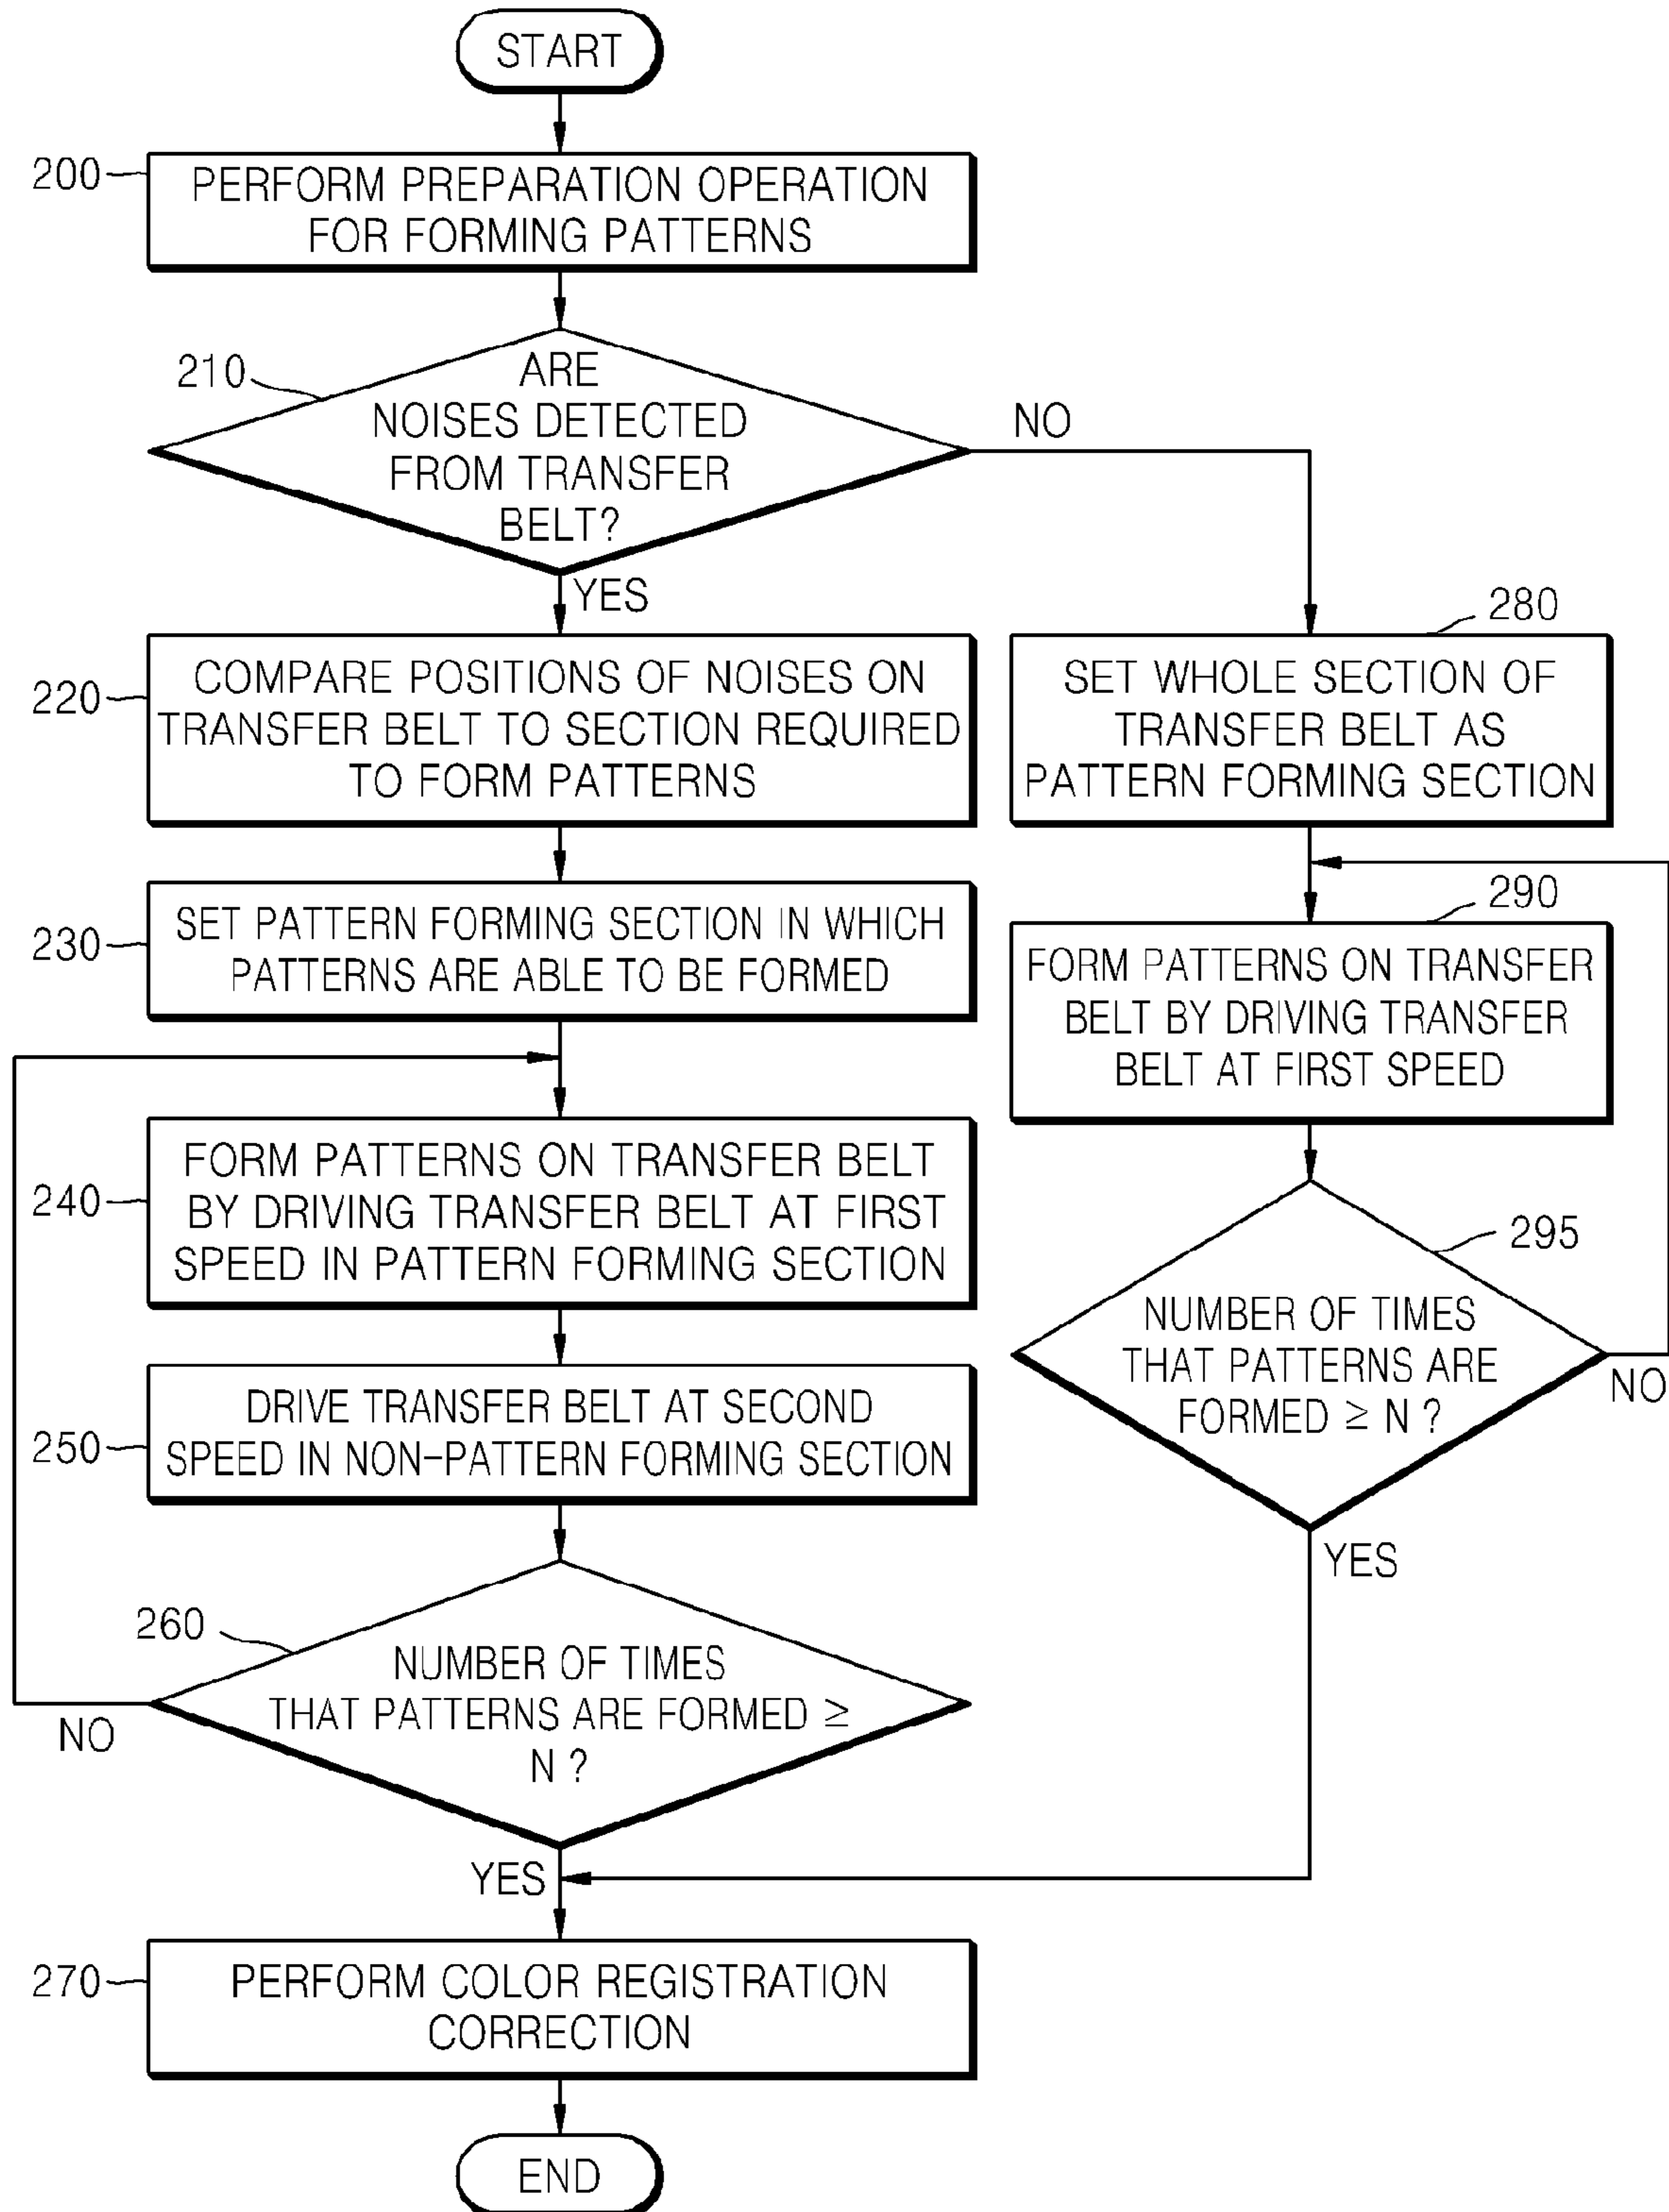 START
200
PERFORM PREPARATION OPERATION
FOR FORMING PATTERNS
210
ARE
NOISES DETECTED
FROM TRANSFER
BELT?
NO
YES
220
COMPARE POSITIONS OF NOISES ON
TRANSFER BELT TO SECTION REQUIRED
TO FORM PATTERNS
280
SET WHOLE SECTION OF
TRANSFER BELT AS
PATTERN FORMING SECTION
230
SET PATTERN FORMING SECTION IN WHICH
PATTERNS ARE ABLE TO BE FORMED
290
FORM PATTERNS ON TRANSFER
BELT BY DRIVING TRANSFER
BELT AT FIRST SPEED
240
FORM PATTERNS ON TRANSFER BELT
BY DRIVING TRANSFER BELT AT FIRST
SPEED IN PATTERN FORMING SECTION
295
NUMBER OF TIMES
THAT PATTERNS ARE
FORMED ≥ N ?
NO
YES
250
DRIVE TRANSFER BELT AT SECOND
SPEED IN NON-PATTERN FORMING SECTION
260
NUMBER OF TIMES
THAT PATTERNS ARE FORMED ≥
N ?
NO
YES
270
PERFORM COLOR REGISTRATION
CORRECTION
END